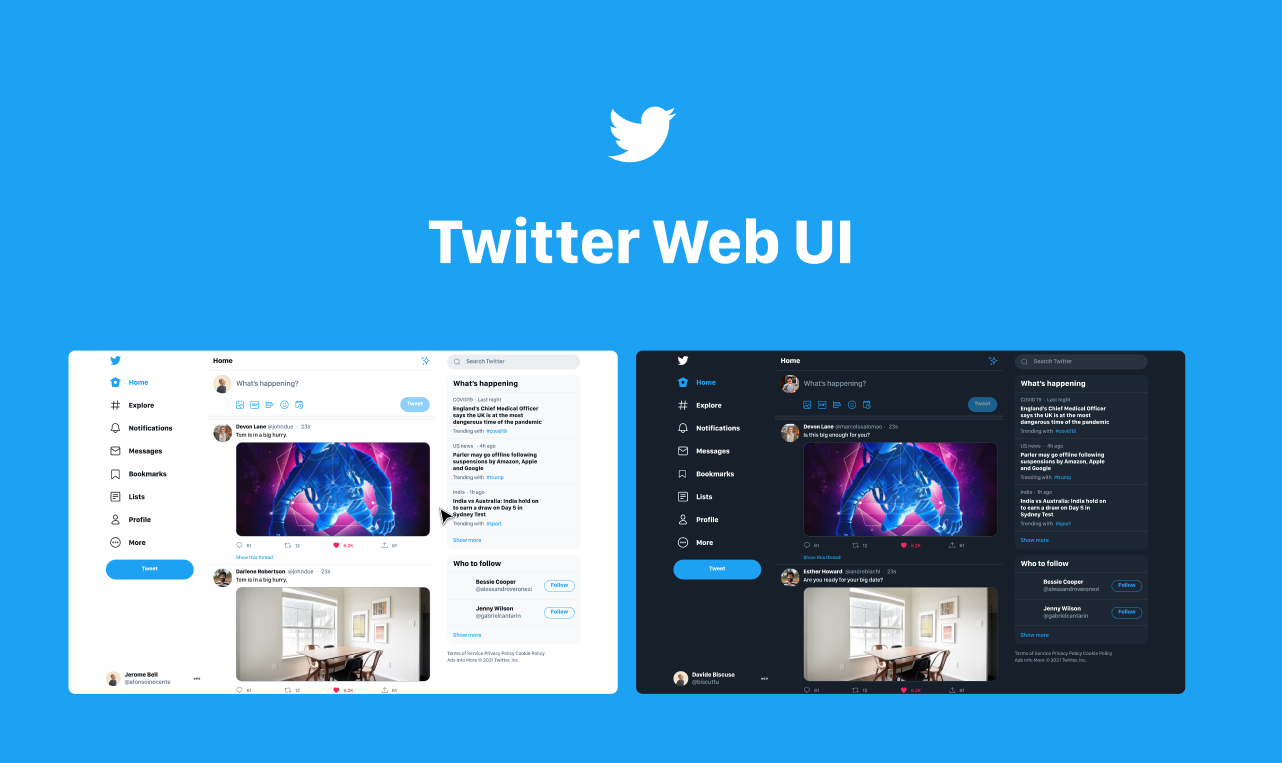 Twitter Web UI
Home
Explore
Notifications
Messages
Bookmarks
Lists
Profile
More
Tweet
Jerome Bell
@afonsoinocente
Home
What's happening?
GIF
Tweet
Devon Lane @johndue · 23s
Tom is in a big hurry.
61 12 6.2K 61
Show this thread
Darlene Robertson @johndue · 23s
Tom is in a big hurry.
61 12 6.2K 61
Search Twitter
What's happening
COVID19 · Last night
England's Chief Medical Officer
says the UK is at the most
dangerous time of the pandemic
Trending with #covid19
US news · 4h ago
Parler may go offline following
suspensions by Amazon, Apple
and Google
Trending with #trump
India · 1h ago
India vs Australia: India hold on
to earn a draw on Day 5 in
Sydney Test
Trending with #sport
Show more
Who to follow
Bessie Cooper
@alessandroveronezi
Follow
Jenny Wilson
@gabrielcantarin
Follow
Show more
Terms of Service Privacy Policy Cookie Policy
Ads info More © 2021 Twitter, Inc.
Home
Explore
Notifications
Messages
Bookmarks
Lists
Profile
More
Tweet
Davide Biscuso
@biscuttu
Home
What's happening?
GIF
Tweet
Devon Lane @marcelosalomao · 23s
Is this big enough for you?
61 12 6.2K 61
Show this thread
Esther Howard @andrebiachi · 23s
Are you ready for your big date?
61 12 6.2K 61
Search Twitter
What's happening
COVID19 · Last night
England's Chief Medical Officer
says the UK is at the most
dangerous time of the pandemic
Trending with #covid19
US news · 4h ago
Parler may go offline following
suspensions by Amazon, Apple
and Google
Trending with #trump
India · 1h ago
India vs Australia: India hold on
to earn a draw on Day 5 in
Sydney Test
Trending with #sport
Show more
Who to follow
Bessie Cooper
@alessandroveronezi
Follow
Jenny Wilson
@gabrielcantarin
Follow
Show more
Terms of Service Privacy Policy Cookie Policy
Ads info More © 2021 Twitter, Inc.